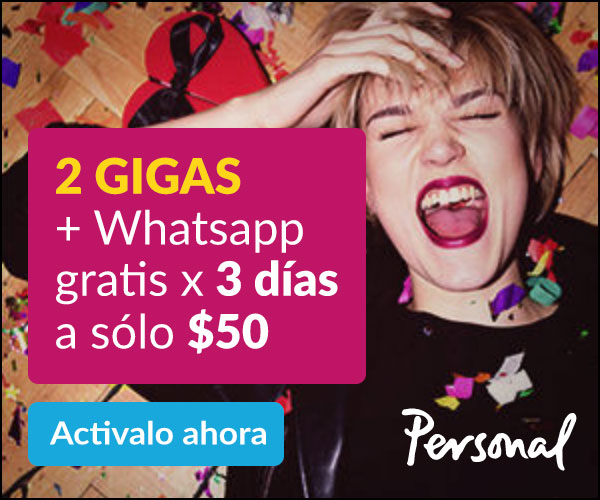 2 GIGAS
+ Whatsapp
gratis x 3 días
a sólo $50
Activalo ahora
Personal